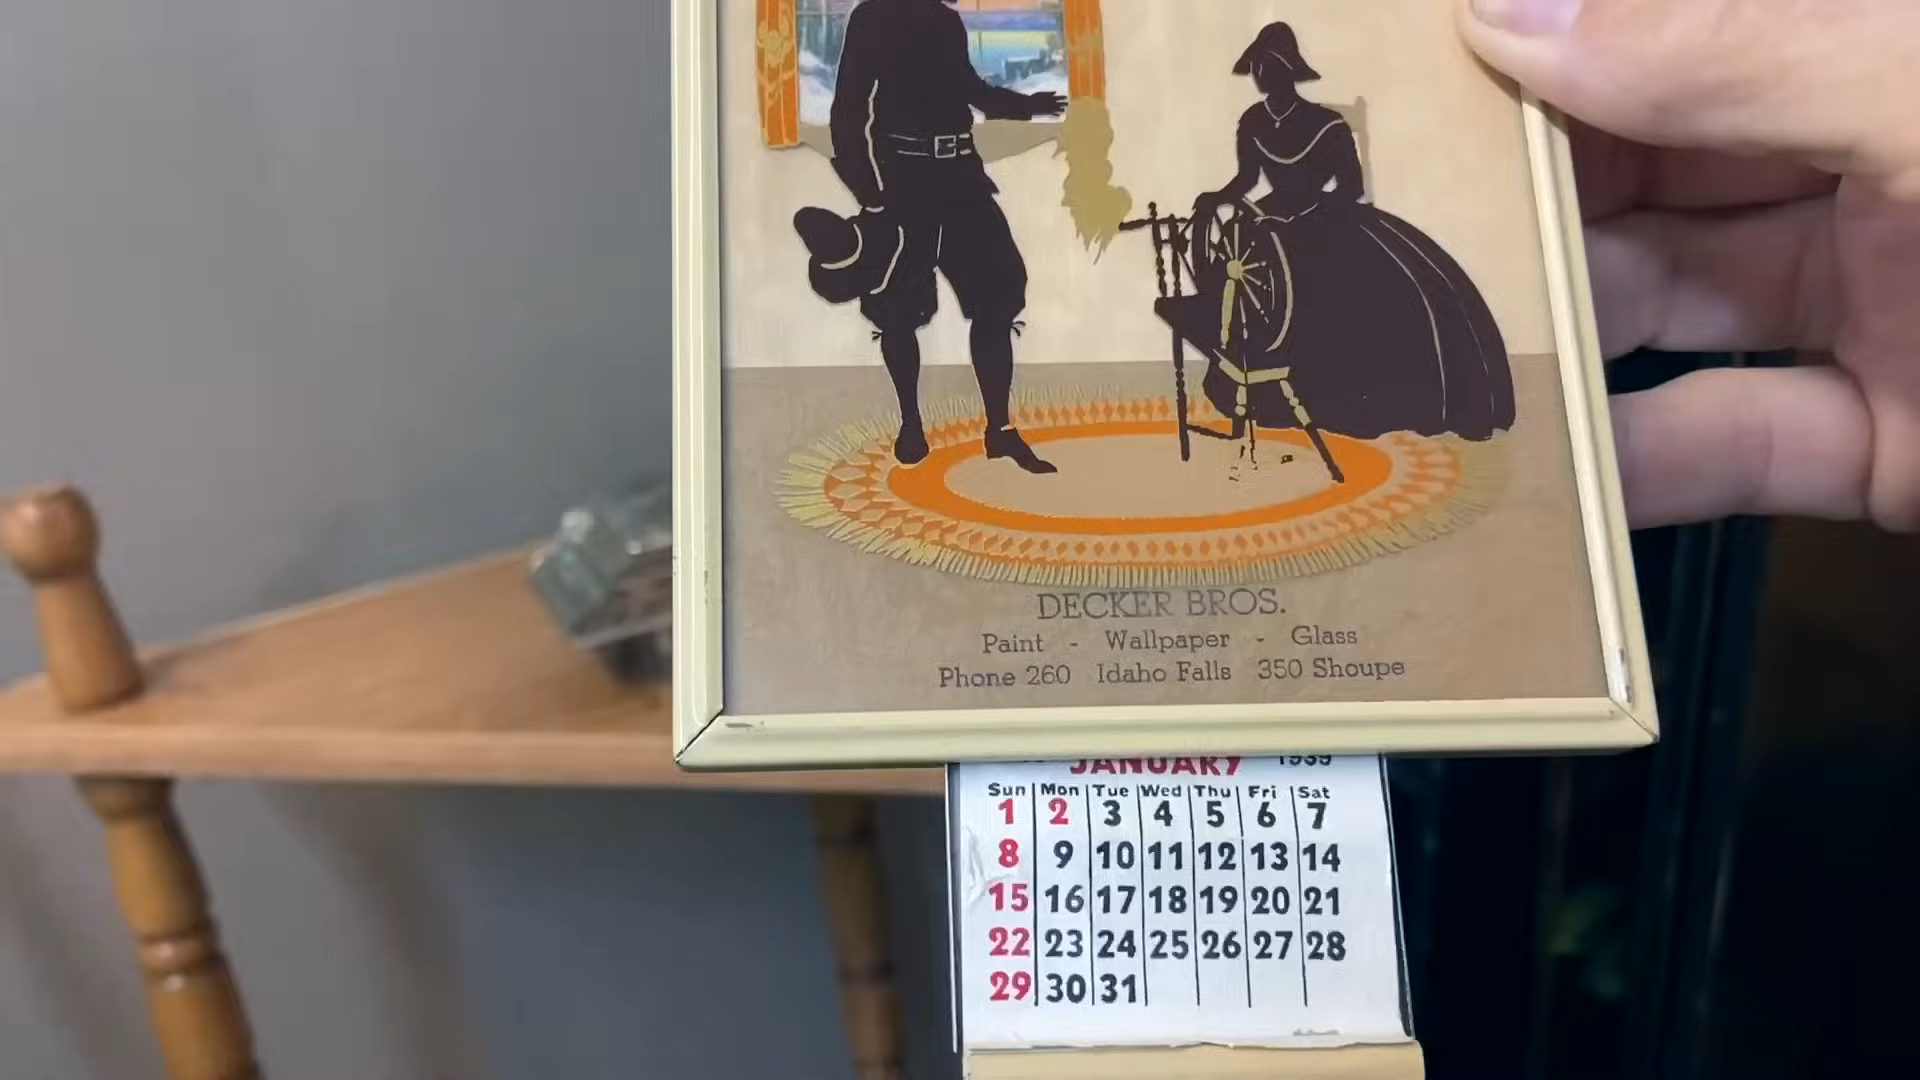 DECKER BROS.
Paint - Wallpaper - Glass
Phone 260 Idaho Falls 350 Shoupe
JANUARY 1939
Sun Mon Tue Wed Thu Fri Sat
1 2 3 4 5 6 7
8 9 10 11 12 13 14
15 16 17 18 19 20 21
22 23 24 25 26 27 28
29 30 31